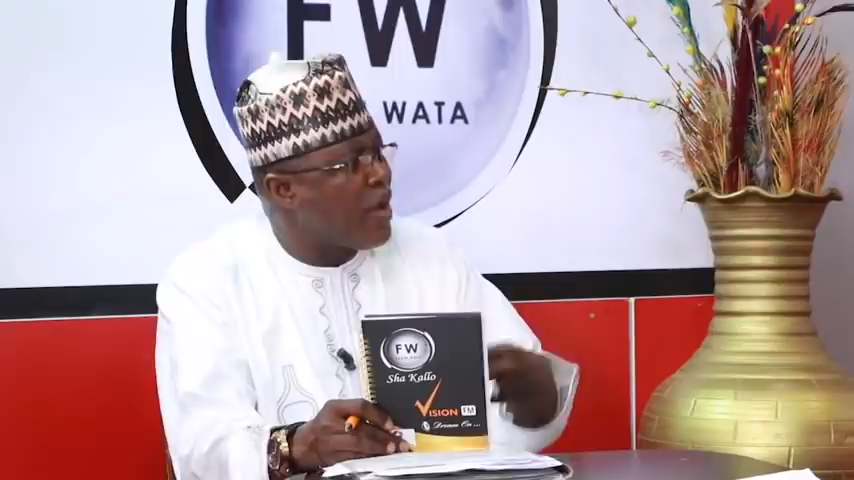 FW
WATA
FW
Sha Kallo
VISION FM
Dream On ...